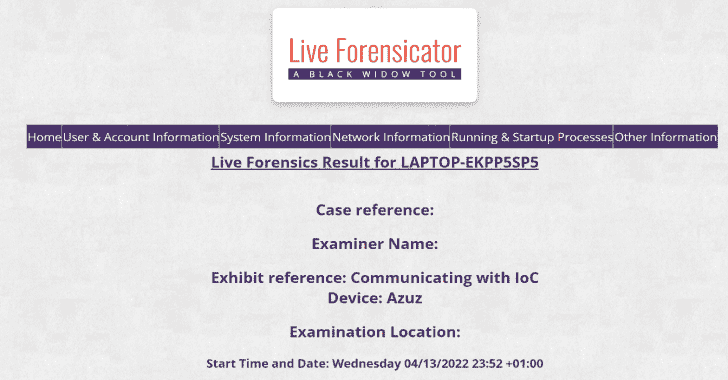 Live Forensicator
A BLACK WIDOW TOOL
Home User & Account Information System Information Network Information Running & Startup Processes Other Information
Live Forensics Result for LAPTOP-EKPP5SP5
Case reference:
Examiner Name:
Exhibit reference: Communicating with IoC
Device: Azuz
Examination Location:
Start Time and Date: Wednesday 04/13/2022 23:52 +01:00